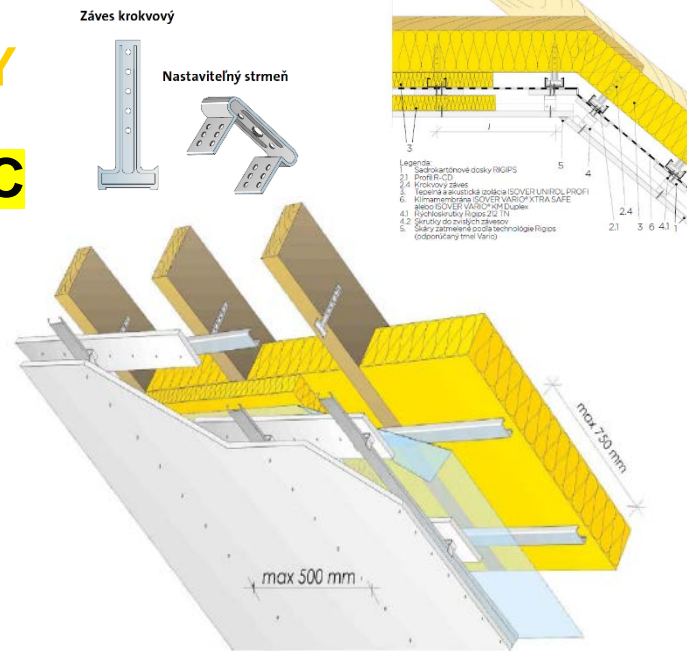 Záves krokvový
Y
Nastaviteľný strmeň
C
3
l
5
4
Legenda:
1 Sadrokartónové dosky RIGIPS
2.1 Profil R-CD
2.4 Krokvový záves
3. Tepelná a akustická izolácia ISOVER UNIROL PROFI
6. Klimamembrána ISOVER VARIO® XTRA SAFE
alebo ISOVER VARIO® KM Duplex
4.1 Rýchloskrutky Rigips 212 TN
4.2 Skrutky do zvislých závesov
5. Škáry zatmelené podľa technológie Rigips
(odporúčaný tmel Vario)
2.4
2.1 3 6 4.1 1
max 750 mm
max 500 mm